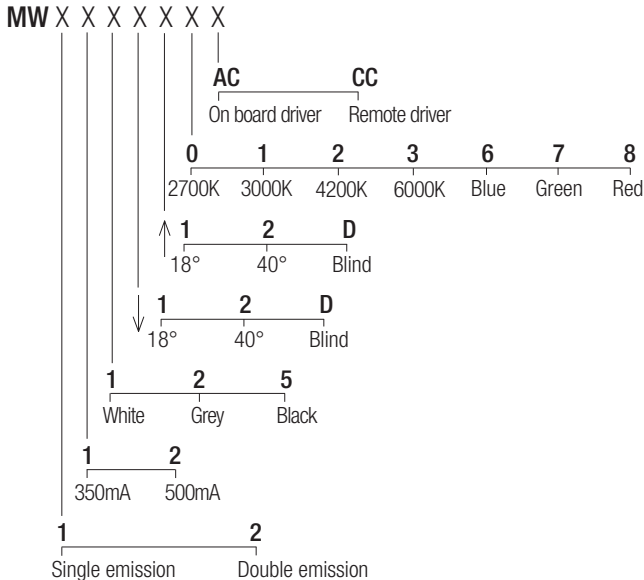 MW X X X X X X X
AC CC
On board driver Remote driver
0 1 2 3 6 7 8
2700K 3000K 4200K 6000K Blue Green Red
1 2 D
18° 40° Blind
1 2 D
18° 40° Blind
1 2 5
White Grey Black
1 2
350mA 500mA
1 2
Single emission Double emission